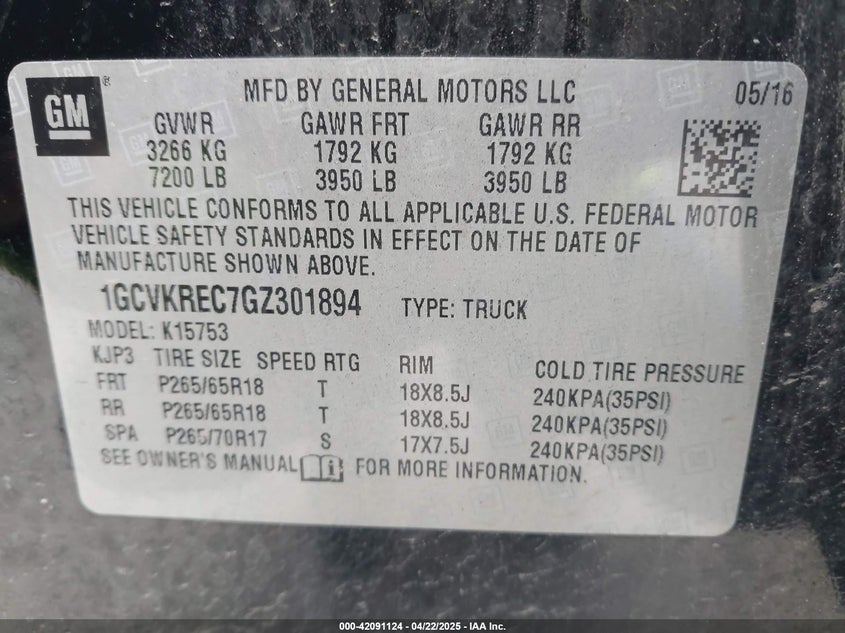 GM ® MFD BY GENERAL MOTORS LLC 05/16
GVWR GAWR FRT GAWR RR
3266 KG 1792 KG 1792 KG
7200 LB 3950 LB 3950 LB
THIS VEHICLE CONFORMS TO ALL APPLICABLE U.S. FEDERAL MOTOR
VEHICLE SAFETY STANDARDS IN EFFECT ON THE DATE OF
MANUFACTURE SHOWN ABOVE.
1GCVKREC7GZ301894 TYPE: TRUCK
MODEL: K15753
KJP3 TIRE SIZE SPEED RTG RIM COLD TIRE PRESSURE
FRT P265/65R18 T 18X8.5J 240KPA(35PSI)
RR P265/65R18 T 18X8.5J 240KPA(35PSI)
SPA P265/70R17 S 17X7.5J 240KPA(35PSI)
SEE OWNER'S MANUAL FOR MORE INFORMATION.
000-42091124 - 04/22/2025 - IAA Inc.